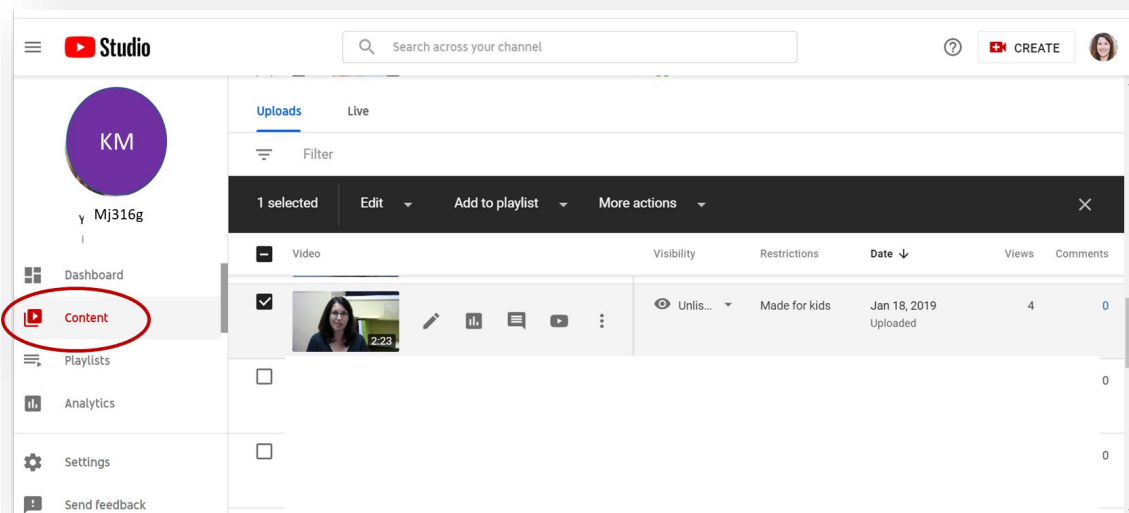 Studio
Search across your channel
CREATE
KM
Mj316g
Dashboard
Content
Playlists
Analytics
Settings
Send feedback
Uploads Live
Filter
1 selected Edit Add to playlist More actions
Video Visibility Restrictions Date Views Comments
2:23 Unlis... Made for kids Jan 18, 2019 4 0
Uploaded
0
0